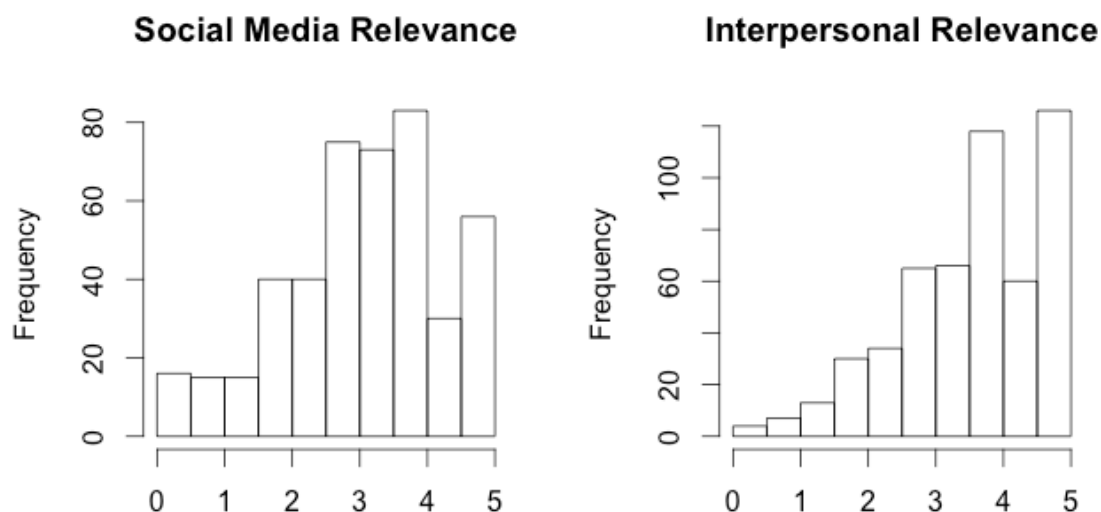 Social Media Relevance
Frequency
0 20 40 60 80
0 1 2 3 4 5
Interpersonal Relevance
Frequency
0 20 60 100
0 1 2 3 4 5